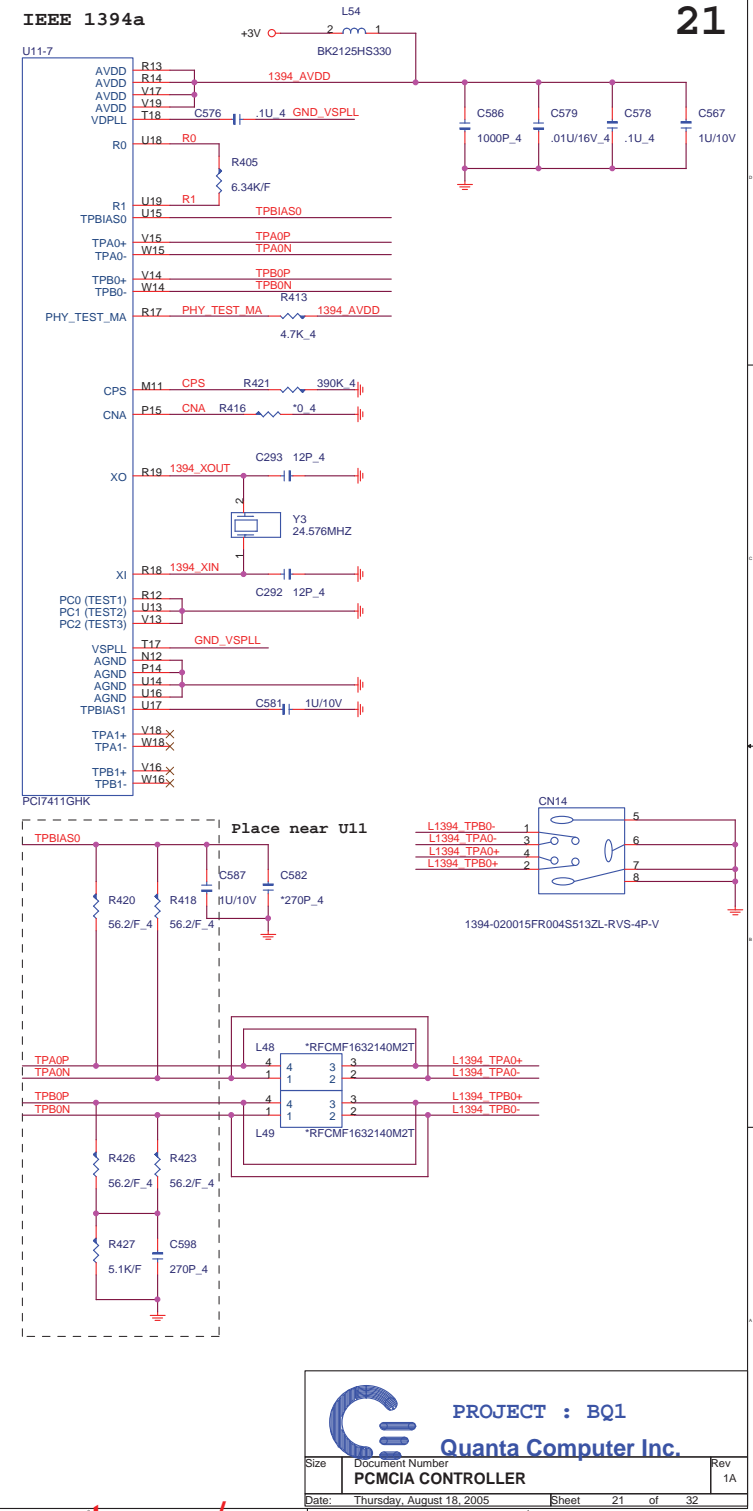 IEEE 1394a
21
L54
+3V
2
1
BK2125HS330
U11-7
AVDD R13
AVDD R14 1394_AVDD
AVDD V17
AVDD V19
VDPLL T18 C576 .1U_4 GND_VSPLL
C586 C579 C578 C567
1000P_4 .01U/16V_4 .1U_4 1U/10V
R0 U18 R0
R405
6.34K/F
R1 U19 R1
TPBIAS0 U15 TPBIAS0
TPA0+ V15 TPA0P
TPA0- W15 TPA0N
TPB0+ V14 TPB0P
TPB0- W14 TPB0N
R413
PHY_TEST_MA R17 PHY_TEST_MA 1394_AVDD
4.7K_4
CPS M11 CPS R421 390K_4
CNA P15 CNA R416 *0_4
C293 12P_4
XO R19 1394_XOUT
2
Y3
24.576MHZ
1
XI R18 1394_XIN
C292 12P_4
PC0 (TEST1) R12
PC1 (TEST2) U13
PC2 (TEST3) V13
VSPLL T17 GND_VSPLL
AGND N12
AGND P14
AGND U14
AGND U16
TPBIAS1 U17 C581 1U/10V
TPA1+ V18
TPA1- W18
TPB1+ V16
TPB1- W16
PCI7411GHK
CN14
L1394_TPB0- 1 5
L1394_TPA0- 3 6
L1394_TPA0+ 4 7
L1394_TPB0+ 2 8
1394-020015FR004S513ZL-RVS-4P-V
Place near U11
TPBIAS0
C587 C582
1U/10V *270P_4
R420 R418
56.2/F_4 56.2/F_4
L48 *RFCMF1632140M2T
TPA0P 4 4 3 3 L1394_TPA0+
TPA0N 1 1 2 2 L1394_TPA0-
TPB0P 4 4 3 3 L1394_TPB0+
TPB0N 1 1 2 2 L1394_TPB0-
L49 *RFCMF1632140M2T
R426 R423
56.2/F_4 56.2/F_4
R427 C598
5.1K/F 270P_4
PROJECT : BQ1
Quanta Computer Inc.
Size Document Number Rev
PCMCIA CONTROLLER 1A
Date: Thursday, August 18, 2005 Sheet 21 of 32